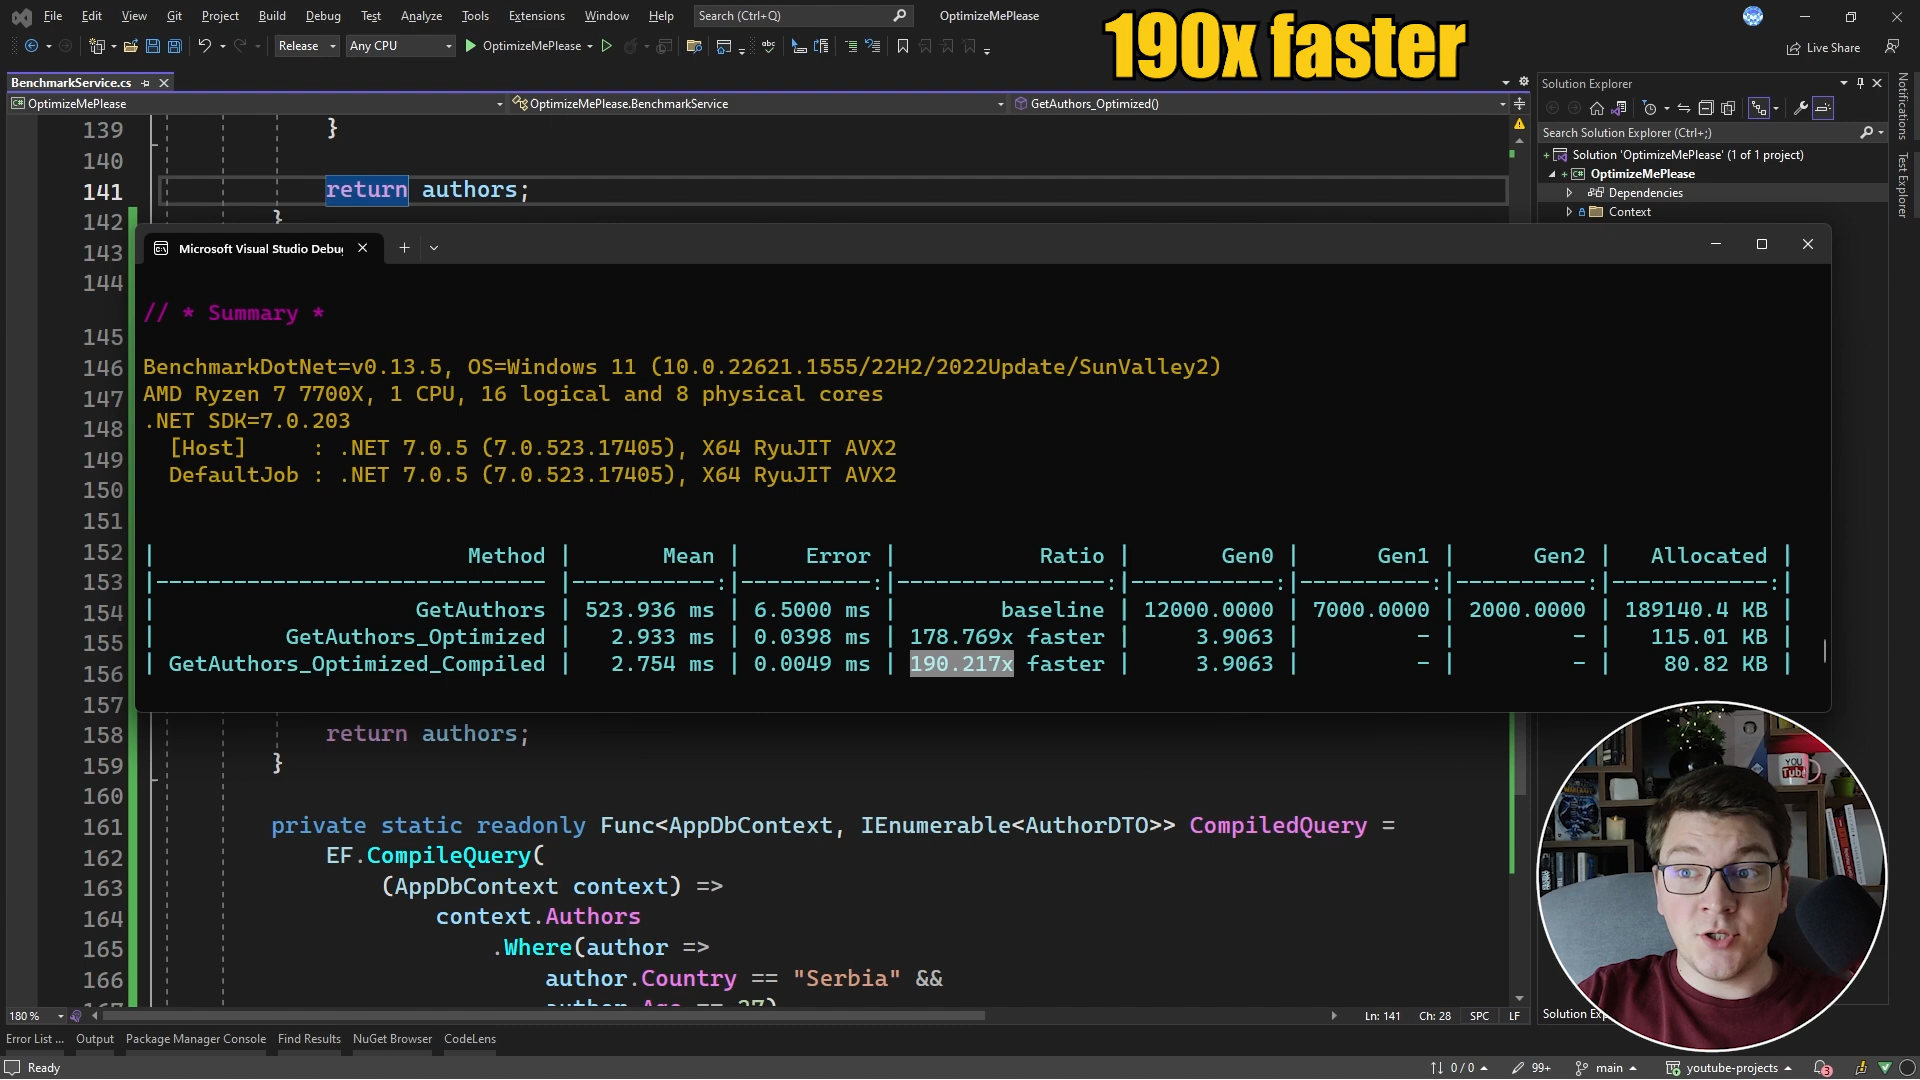 File Edit View Git Project Build Debug Test Analyze Tools Extensions Window Help Search (Ctrl+Q) OptimizeMePlease
190x faster
Release Any CPU OptimizeMePlease Live Share
BenchmarkService.cs
OptimizeMePlease OptimizeMePlease.BenchmarkService GetAuthors_Optimized()
Solution Explorer
Search Solution Explorer (Ctrl+;)
Solution 'OptimizeMePlease' (1 of 1 project)
OptimizeMePlease
Dependencies
Context
Notifications
Test Explorer
139 }
140
141 return authors;
142 }
143
144
145
146
147
148
149
150
151
152
153
154
155
156
157
Microsoft Visual Studio Debu
// * Summary *
BenchmarkDotNet=v0.13.5, OS=Windows 11 (10.0.22621.1555/22H2/2022Update/SunValley2)
AMD Ryzen 7 7700X, 1 CPU, 16 logical and 8 physical cores
.NET SDK=7.0.203
[Host] : .NET 7.0.5 (7.0.523.17405), X64 RyuJIT AVX2
DefaultJob : .NET 7.0.5 (7.0.523.17405), X64 RyuJIT AVX2
| Method | Mean | Error | Ratio | Gen0 | Gen1 | Gen2 | Allocated |
|------------------------------ |-----------:|----------:|----------------:|-----------:|----------:|----------:|------------:|
| GetAuthors | 523.936 ms | 6.5000 ms | baseline | 12000.0000 | 7000.0000 | 2000.0000 | 189140.4 KB |
| GetAuthors_Optimized | 2.933 ms | 0.0398 ms | 178.769x faster | 3.9063 | - | - | 115.01 KB |
| GetAuthors_Optimized_Compiled | 2.754 ms | 0.0049 ms | 190.217x faster | 3.9063 | - | - | 80.82 KB |
158 return authors;
159 }
160
161 private static readonly Func<AppDbContext, IEnumerable<AuthorDTO>> CompiledQuery =
162 EF.CompileQuery(
163 (AppDbContext context) =>
164 context.Authors
165 .Where(author =>
166 author.Country == "Serbia" &&
167 author.Age == 27)
YOU
Tube
180 % Ln: 141 Ch: 28 SPC LF
Solution Exp
Error List ... Output Package Manager Console Find Results NuGet Browser CodeLens
Ready 0 / 0 99+ main youtube-projects 3